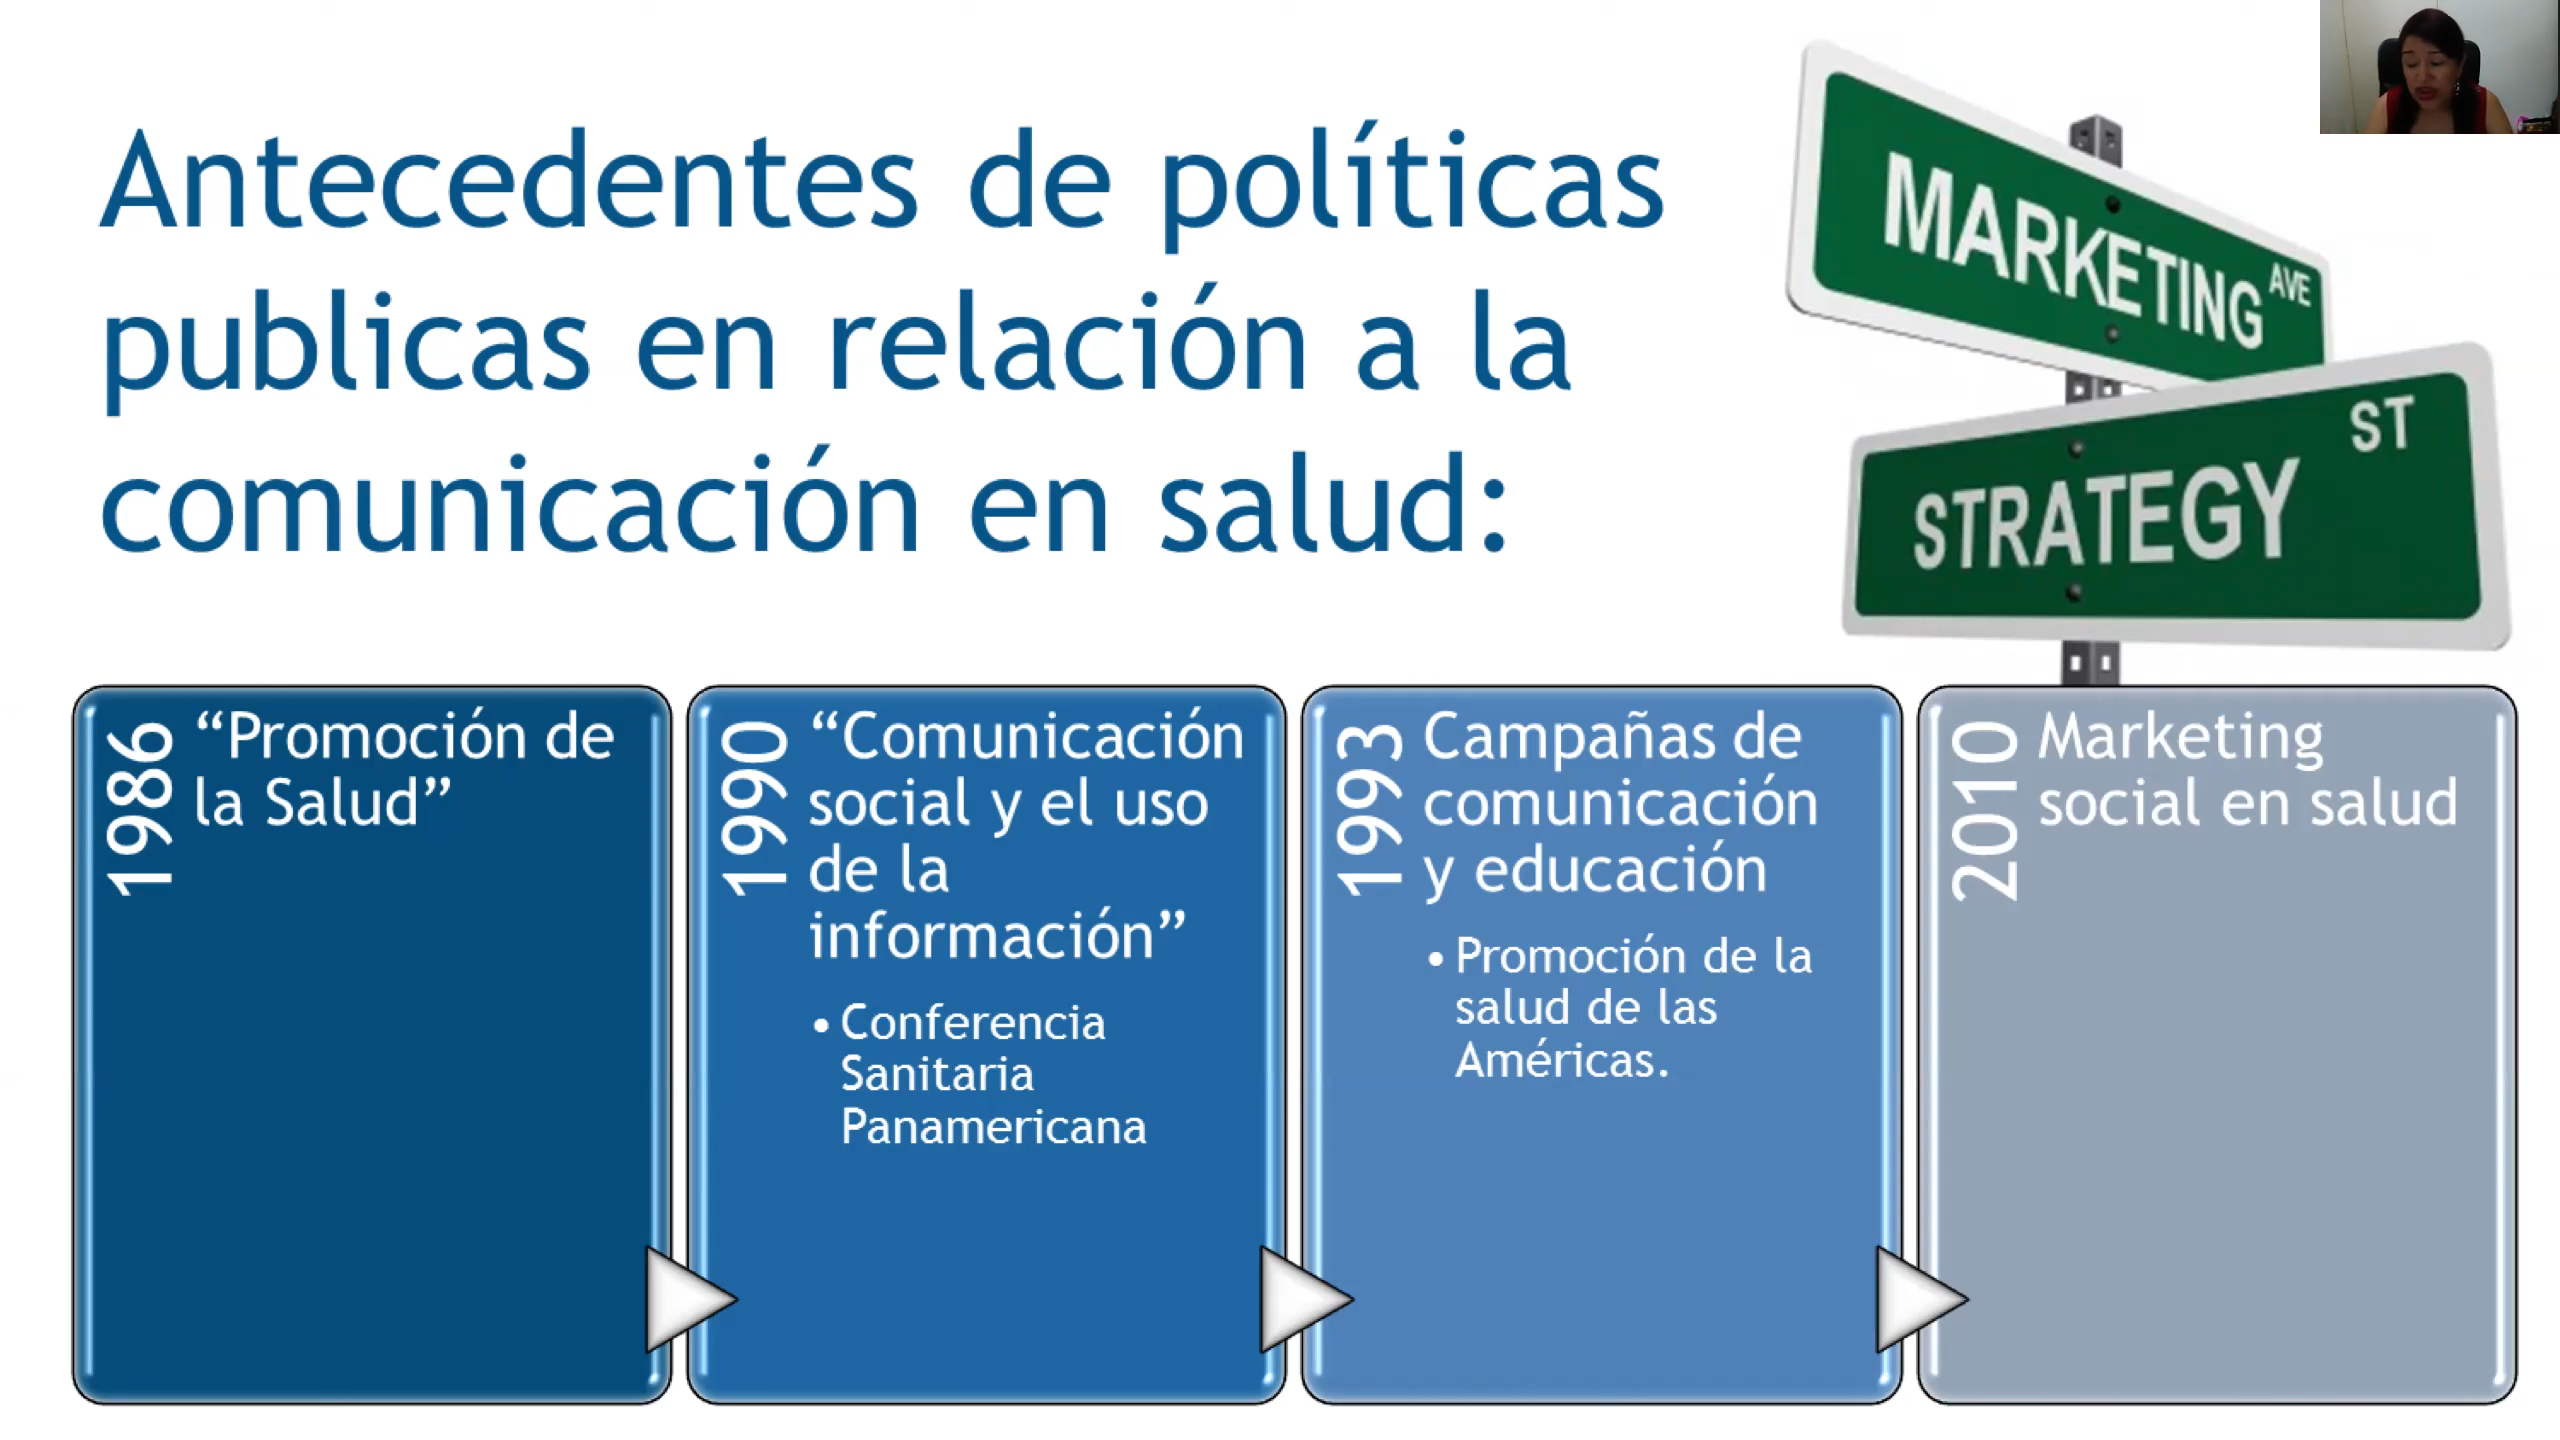 Antecedentes de políticas
publicas en relación a la
comunicación en salud:
MARKETING AVE
STRATEGY ST
1986
“Promoción de
la Salud”
1990
“Comunicación
social y el uso
de la
información”
• Conferencia
Sanitaria
Panamericana
1993
Campañas de
comunicación
y educación
• Promoción de la
salud de las
Américas.
2010
Marketing
social en salud